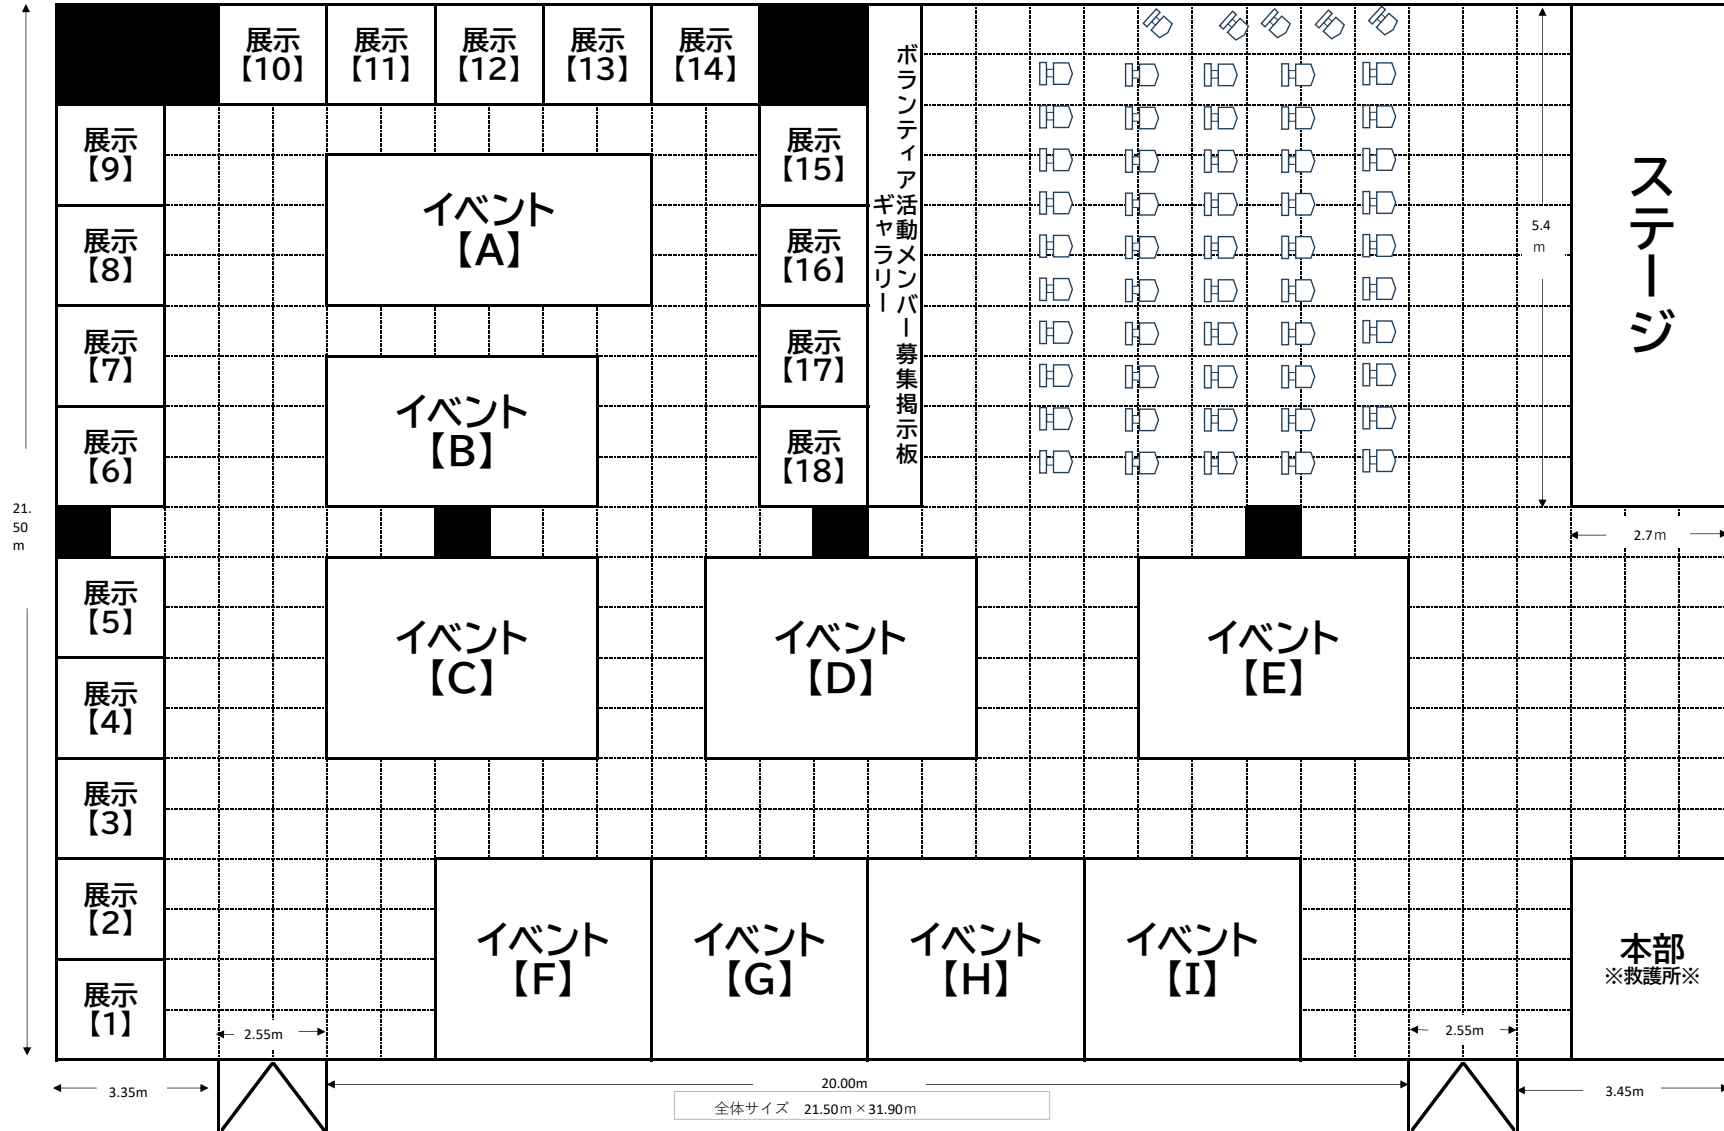 展示
【10】
展示
【11】
展示
【12】
展示
【13】
展示
【14】
展示
【9】
展示
【8】
展示
【7】
展示
【6】
展示
【15】
展示
【16】
展示
【17】
展示
【18】
ボランティア活動メンバー募集掲示板
ギャラリー
イベント
【A】
イベント
【B】
ステージ
5.4
m
21.
50
m
2.7m
展示
【5】
展示
【4】
展示
【3】
展示
【2】
展示
【1】
イベント
【C】
イベント
【D】
イベント
【E】
イベント
【F】
イベント
【G】
イベント
【H】
イベント
【I】
本部
※救護所※
2.55m
2.55m
3.35m
20.00m
3.45m
全体サイズ 21.50m×31.90m